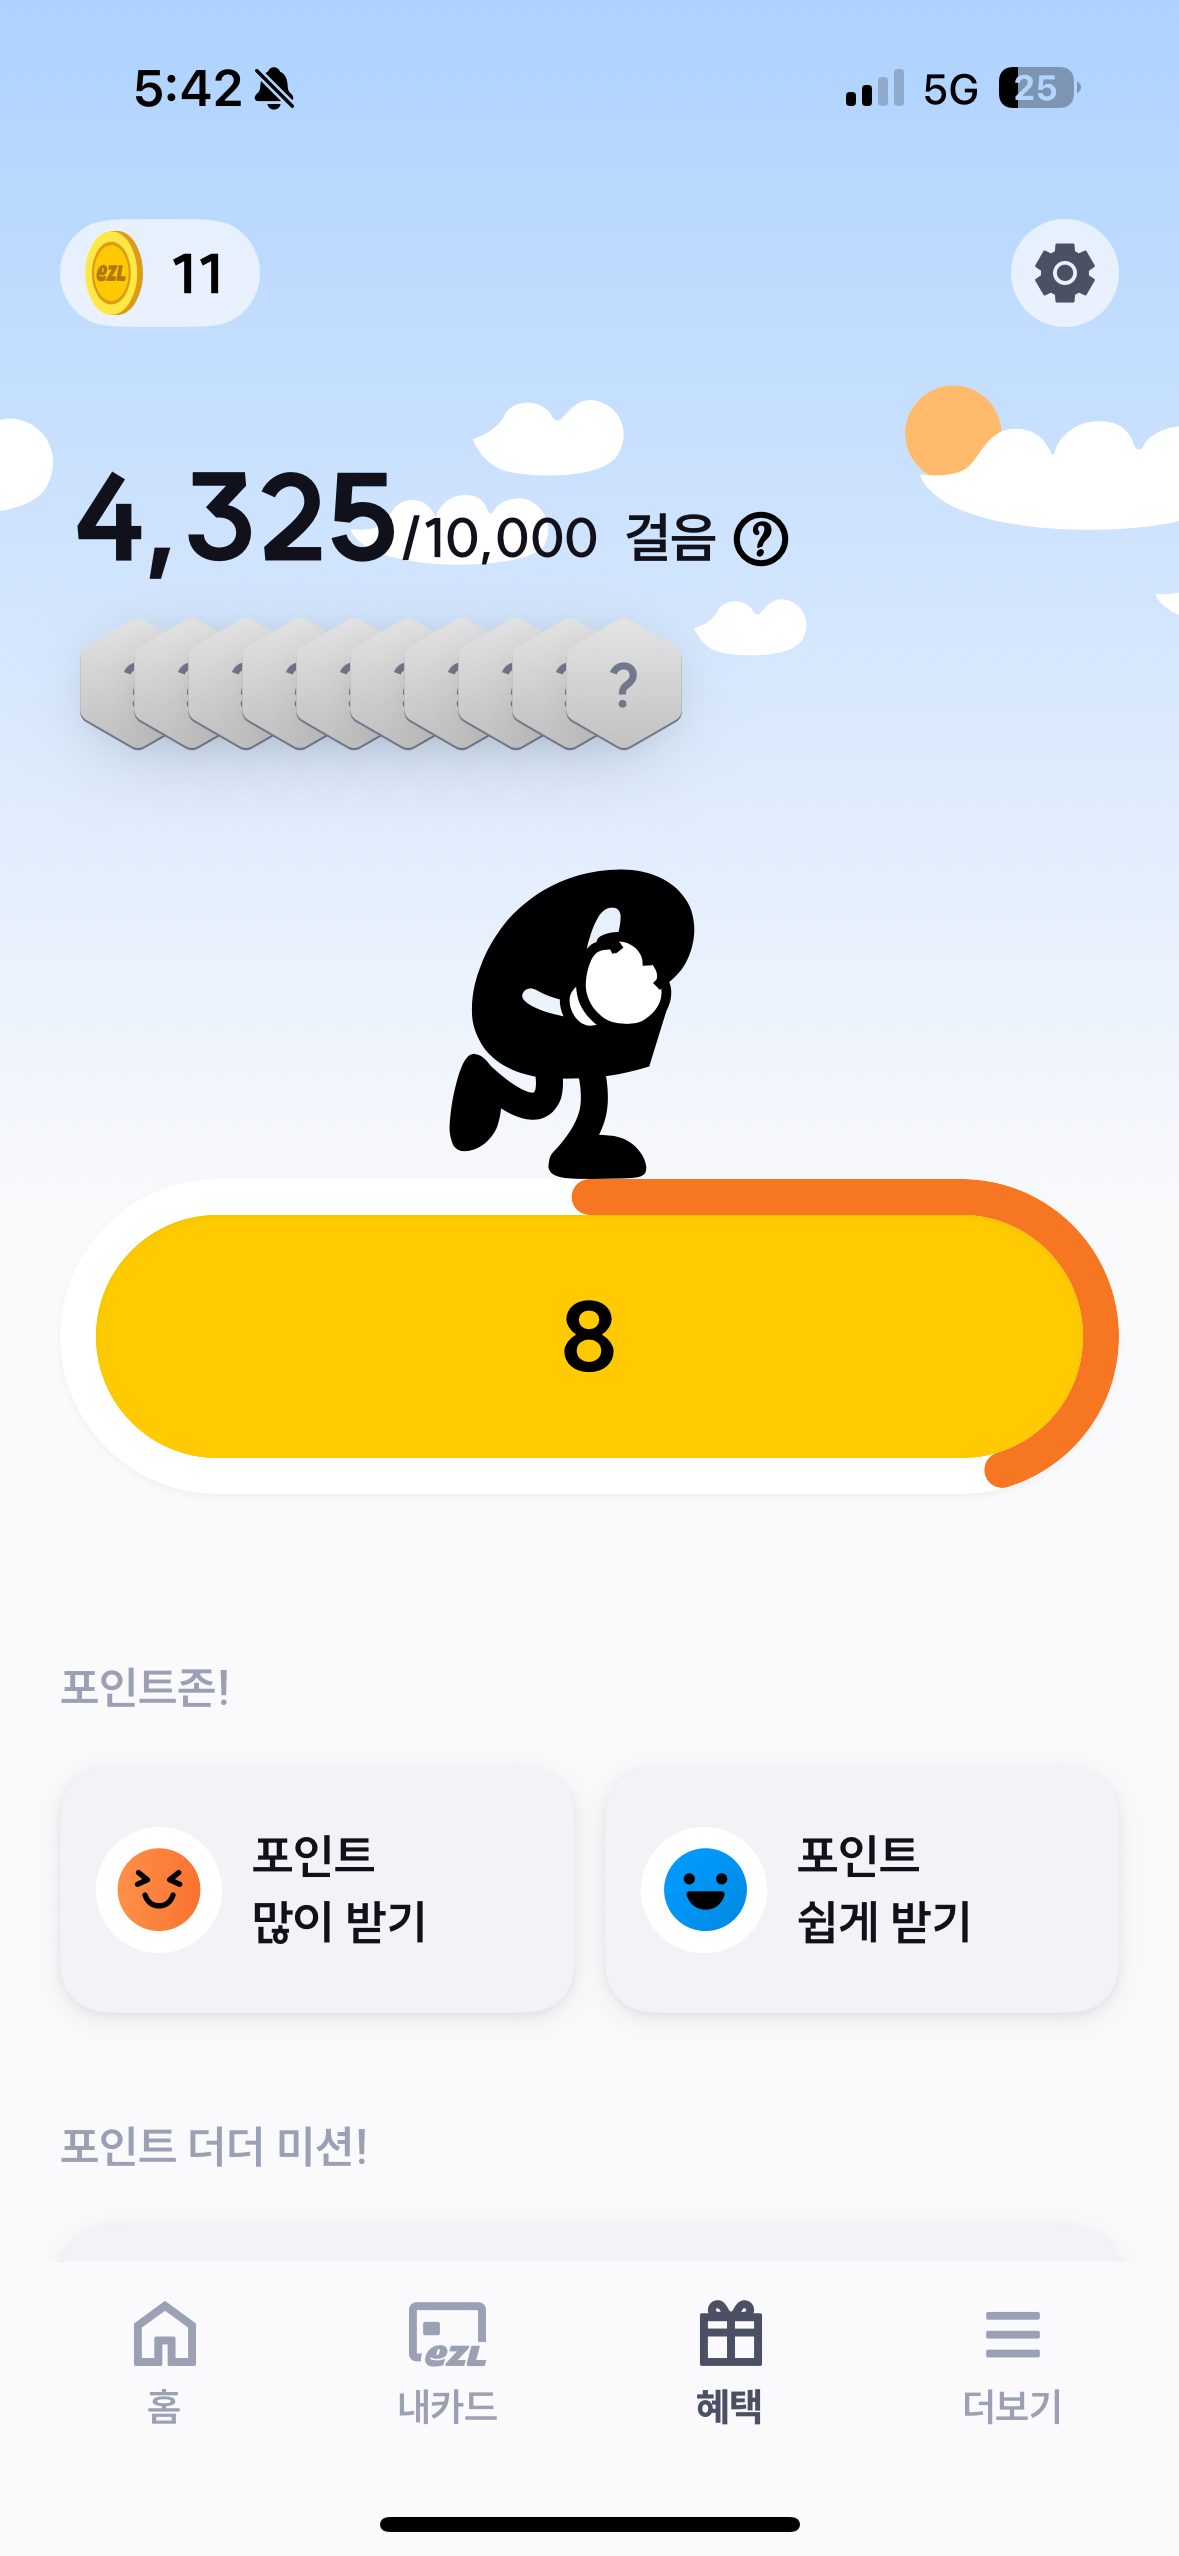 5:42
5G 25
ezL 11
4,325/10,000 걸음 ?
? ? ? ? ? ? ? ? ? ?
8
포인트존!
포인트
많이 받기
포인트
쉽게 받기
포인트 더더 미션!
ezL
홈 내카드 혜택 더보기